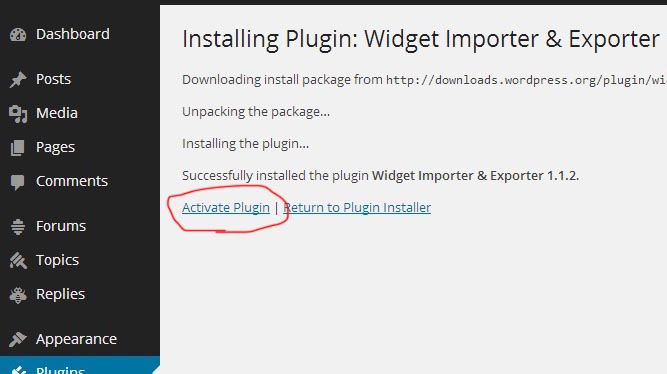 Dashboard
Posts
Media
Pages
Comments
Forums
Topics
Replies
Appearance
Plugins
Installing Plugin: Widget Importer & Exporter
Downloading install package from http://downloads.wordpress.org/plugin/wi
Unpacking the package…
Installing the plugin…
Successfully installed the plugin Widget Importer & Exporter 1.1.2.
Activate Plugin | Return to Plugin Installer